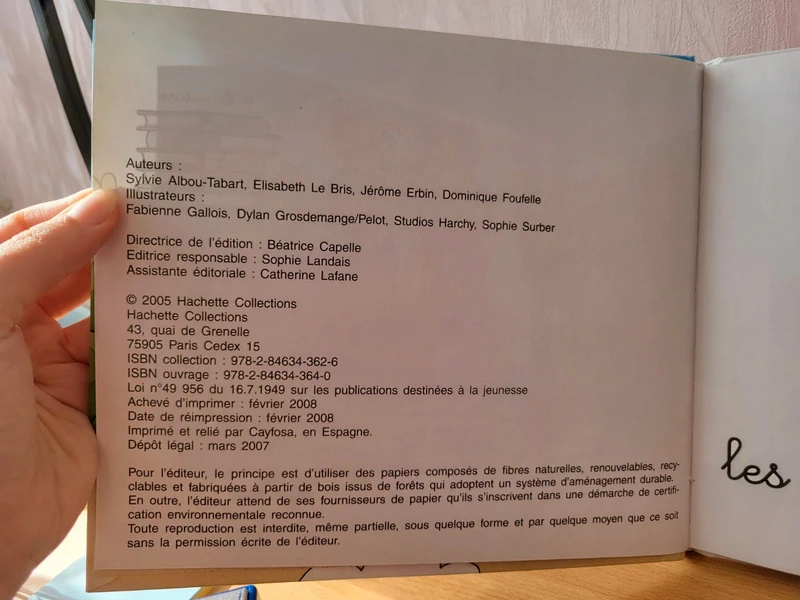 Auteurs :
Sylvie Albou-Tabart, Elisabeth Le Bris, Jérôme Erbin, Dominique Foufelle
Illustrateurs :
Fabienne Gallois, Dylan Grosdemange/Pelot, Studios Harchy, Sophie Surber
Directrice de l'édition : Béatrice Capelle
Editrice responsable : Sophie Landais
Assistante éditoriale : Catherine Lafane
© 2005 Hachette Collections
Hachette Collections
43, quai de Grenelle
75905 Paris Cedex 15
ISBN collection : 978-2-84634-362-6
ISBN ouvrage : 978-2-84634-364-0
Loi n°49 956 du 16.7.1949 sur les publications destinées à la jeunesse
Achevé d'imprimer : février 2008
Date de réimpression : février 2008
Imprimé et relié par Cayfosa, en Espagne.
Dépôt légal : mars 2007
Pour l'éditeur, le principe est d'utiliser des papiers composés de fibres naturelles, renouvelables, recy-
clables et fabriquées à partir de bois issus de forêts qui adoptent un système d'aménagement durable.
En outre, l'éditeur attend de ses fournisseurs de papier qu'ils s'inscrivent dans une démarche de certifi-
cation environnementale reconnue.
Toute reproduction est interdite, même partielle, sous quelque forme et par quelque moyen que ce soit
sans la permission écrite de l'éditeur.
les